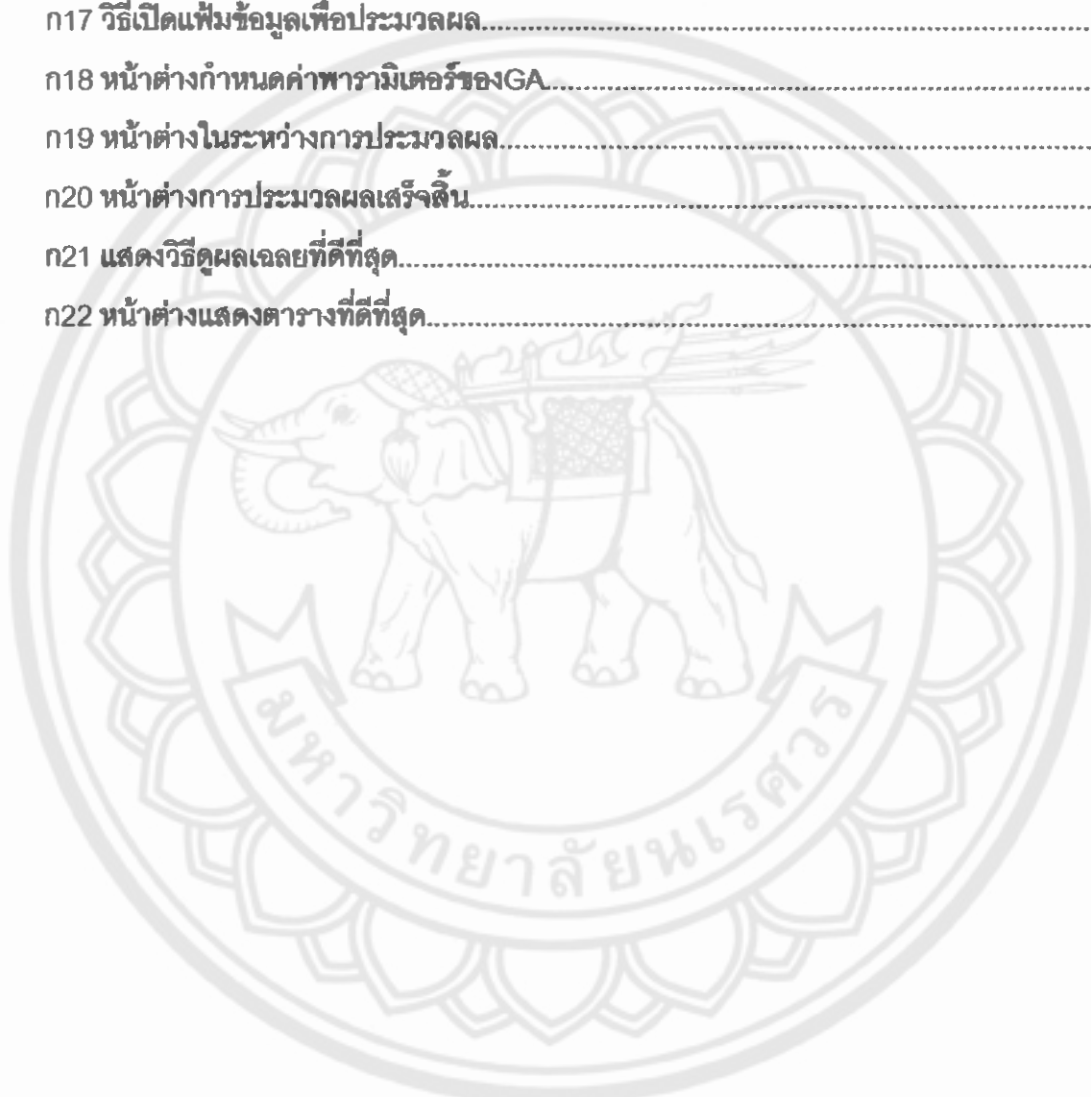 ก17 วิธีเปิดแฟ้มข้อมูลเพื่อประมวลผล
ก18 หน้าต่างกำหนดค่าพารามิเตอร์ของGA
ก19 หน้าต่างในระหว่างการประมวลผล
ก20 หน้าต่างการประมวลผลเสร็จสิ้น
ก21 แสดงวิธีดูผลเฉลยที่ดีที่สุด
ก22 หน้าต่างแสดงตารางที่ดีที่สุด
มหาวิทยาลัยนเรศวร